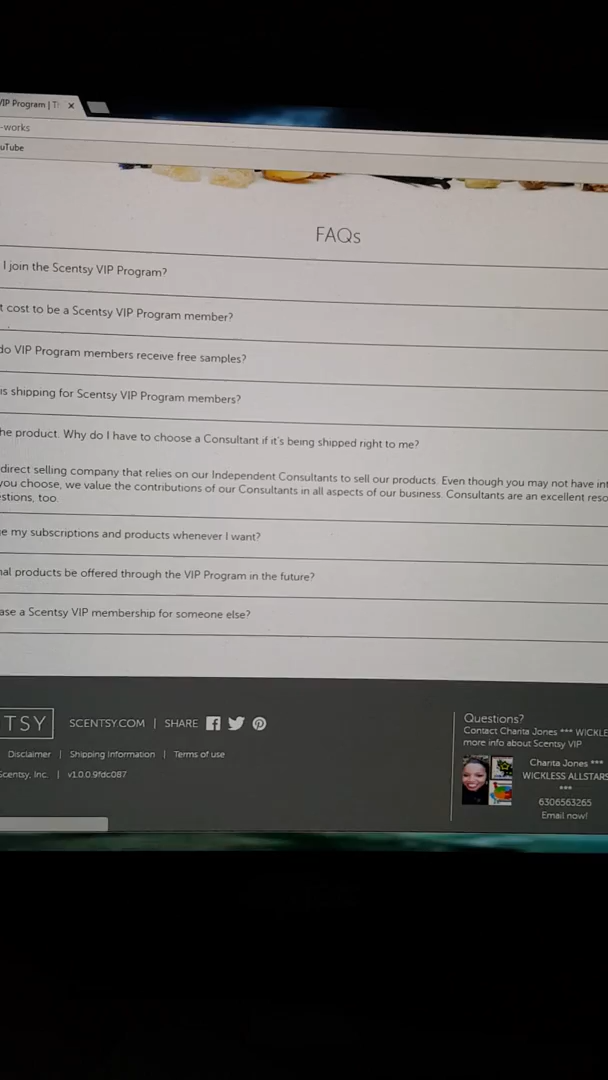 VIP Program | T
-works
uTube
FAQs
I join the Scentsy VIP Program?
t cost to be a Scentsy VIP Program member?
do VIP Program members receive free samples?
is shipping for Scentsy VIP Program members?
he product. Why do I have to choose a Consultant if it's being shipped right to me?
direct selling company that relies on our Independent Consultants to sell our products. Even though you may not have int
you choose, we value the contributions of our Consultants in all aspects of our business. Consultants are an excellent reso
stions, too.
e my subscriptions and products whenever I want?
nal products be offered through the VIP Program in the future?
ase a Scentsy VIP membership for someone else?
TSY SCENTSY.COM | SHARE
Disclaimer | Shipping Information | Terms of use
Scentsy, Inc. | v1.0.0.9fdc087
Questions?
Contact Charita Jones *** WICKLE
more info about Scentsy VIP
Charita Jones ***
WICKLESS ALLSTARS
***
6306563265
Email now!